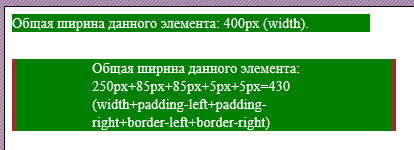 Общая ширина данного элемента: 400px (width).
Общая ширина данного элемента:
250px+85px+85px+5px+5px=430
(width+padding-left+padding-
right+border-left+border-right)